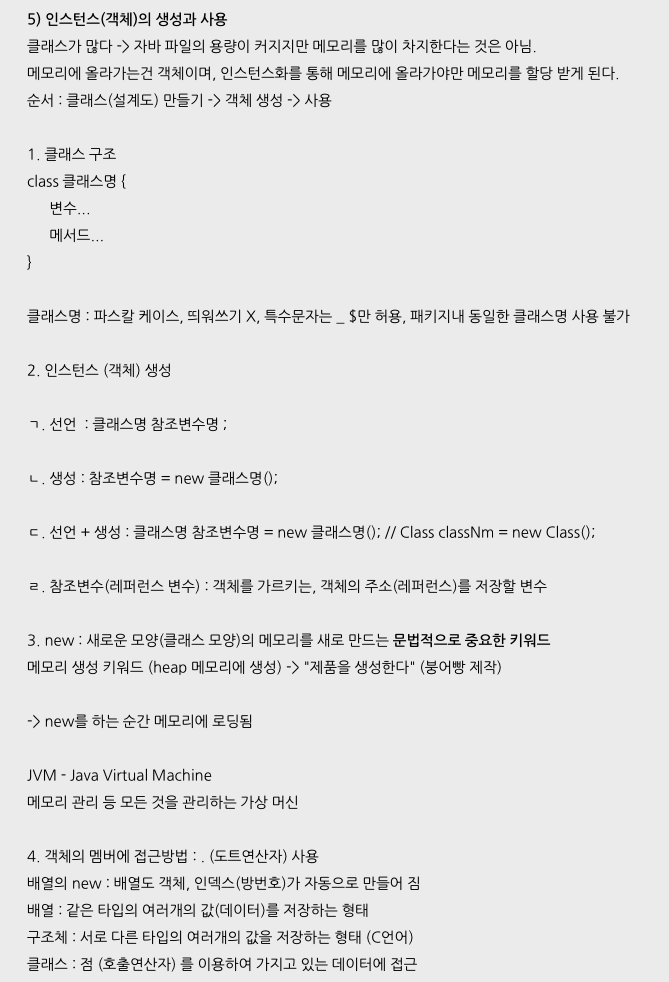 5) 인스턴스(객체)의 생성과 사용
클래스가 많다 -> 자바 파일의 용량이 커지지만 메모리를 많이 차지한다는 것은 아님.
메모리에 올라가는건 객체이며, 인스턴스화를 통해 메모리에 올라가야만 메모리를 할당 받게 된다.
순서 : 클래스(설계도) 만들기 -> 객체 생성 -> 사용
1. 클래스 구조
class 클래스명 {
변수...
메서드...
}
클래스명 : 파스칼 케이스, 띄워쓰기 X, 특수문자는 _ $만 허용, 패키지내 동일한 클래스명 사용 불가
2. 인스턴스 (객체) 생성
ㄱ. 선언 : 클래스명 참조변수명 ;
ㄴ. 생성 : 참조변수명 = new 클래스명();
ㄷ. 선언 + 생성 : 클래스명 참조변수명 = new 클래스명(); // Class classNm = new Class();
ㄹ. 참조변수(레퍼런스 변수) : 객체를 가르키는, 객체의 주소(레퍼런스)를 저장할 변수
3. new : 새로운 모양(클래스 모양)의 메모리를 새로 만드는 문법적으로 중요한 키워드
메모리 생성 키워드 (heap 메모리에 생성) -> "제품을 생성한다" (붕어빵 제작)
-> new를 하는 순간 메모리에 로딩됨
JVM - Java Virtual Machine
메모리 관리 등 모든 것을 관리하는 가상 머신
4. 객체의 멤버에 접근방법 : . (도트연산자) 사용
배열의 new : 배열도 객체, 인덱스(방번호)가 자동으로 만들어 짐
배열 : 같은 타입의 여러개의 값(데이터)를 저장하는 형태
구조체 : 서로 다른 타입의 여러개의 값을 저장하는 형태 (C언어)
클래스 : 점 (호출연산자) 를 이용하여 가지고 있는 데이터에 접근